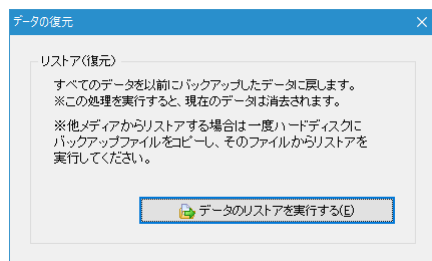 データの復元
リストア(復元)
すべてのデータを以前にバックアップしたデータに戻します。
※この処理を実行すると、現在のデータは消去されます。
※他メディアからリストアする場合は一度ハードディスクに
バックアップファイルをコピーし、そのファイルからリストアを
実行してください。
データのリストアを実行する(E)